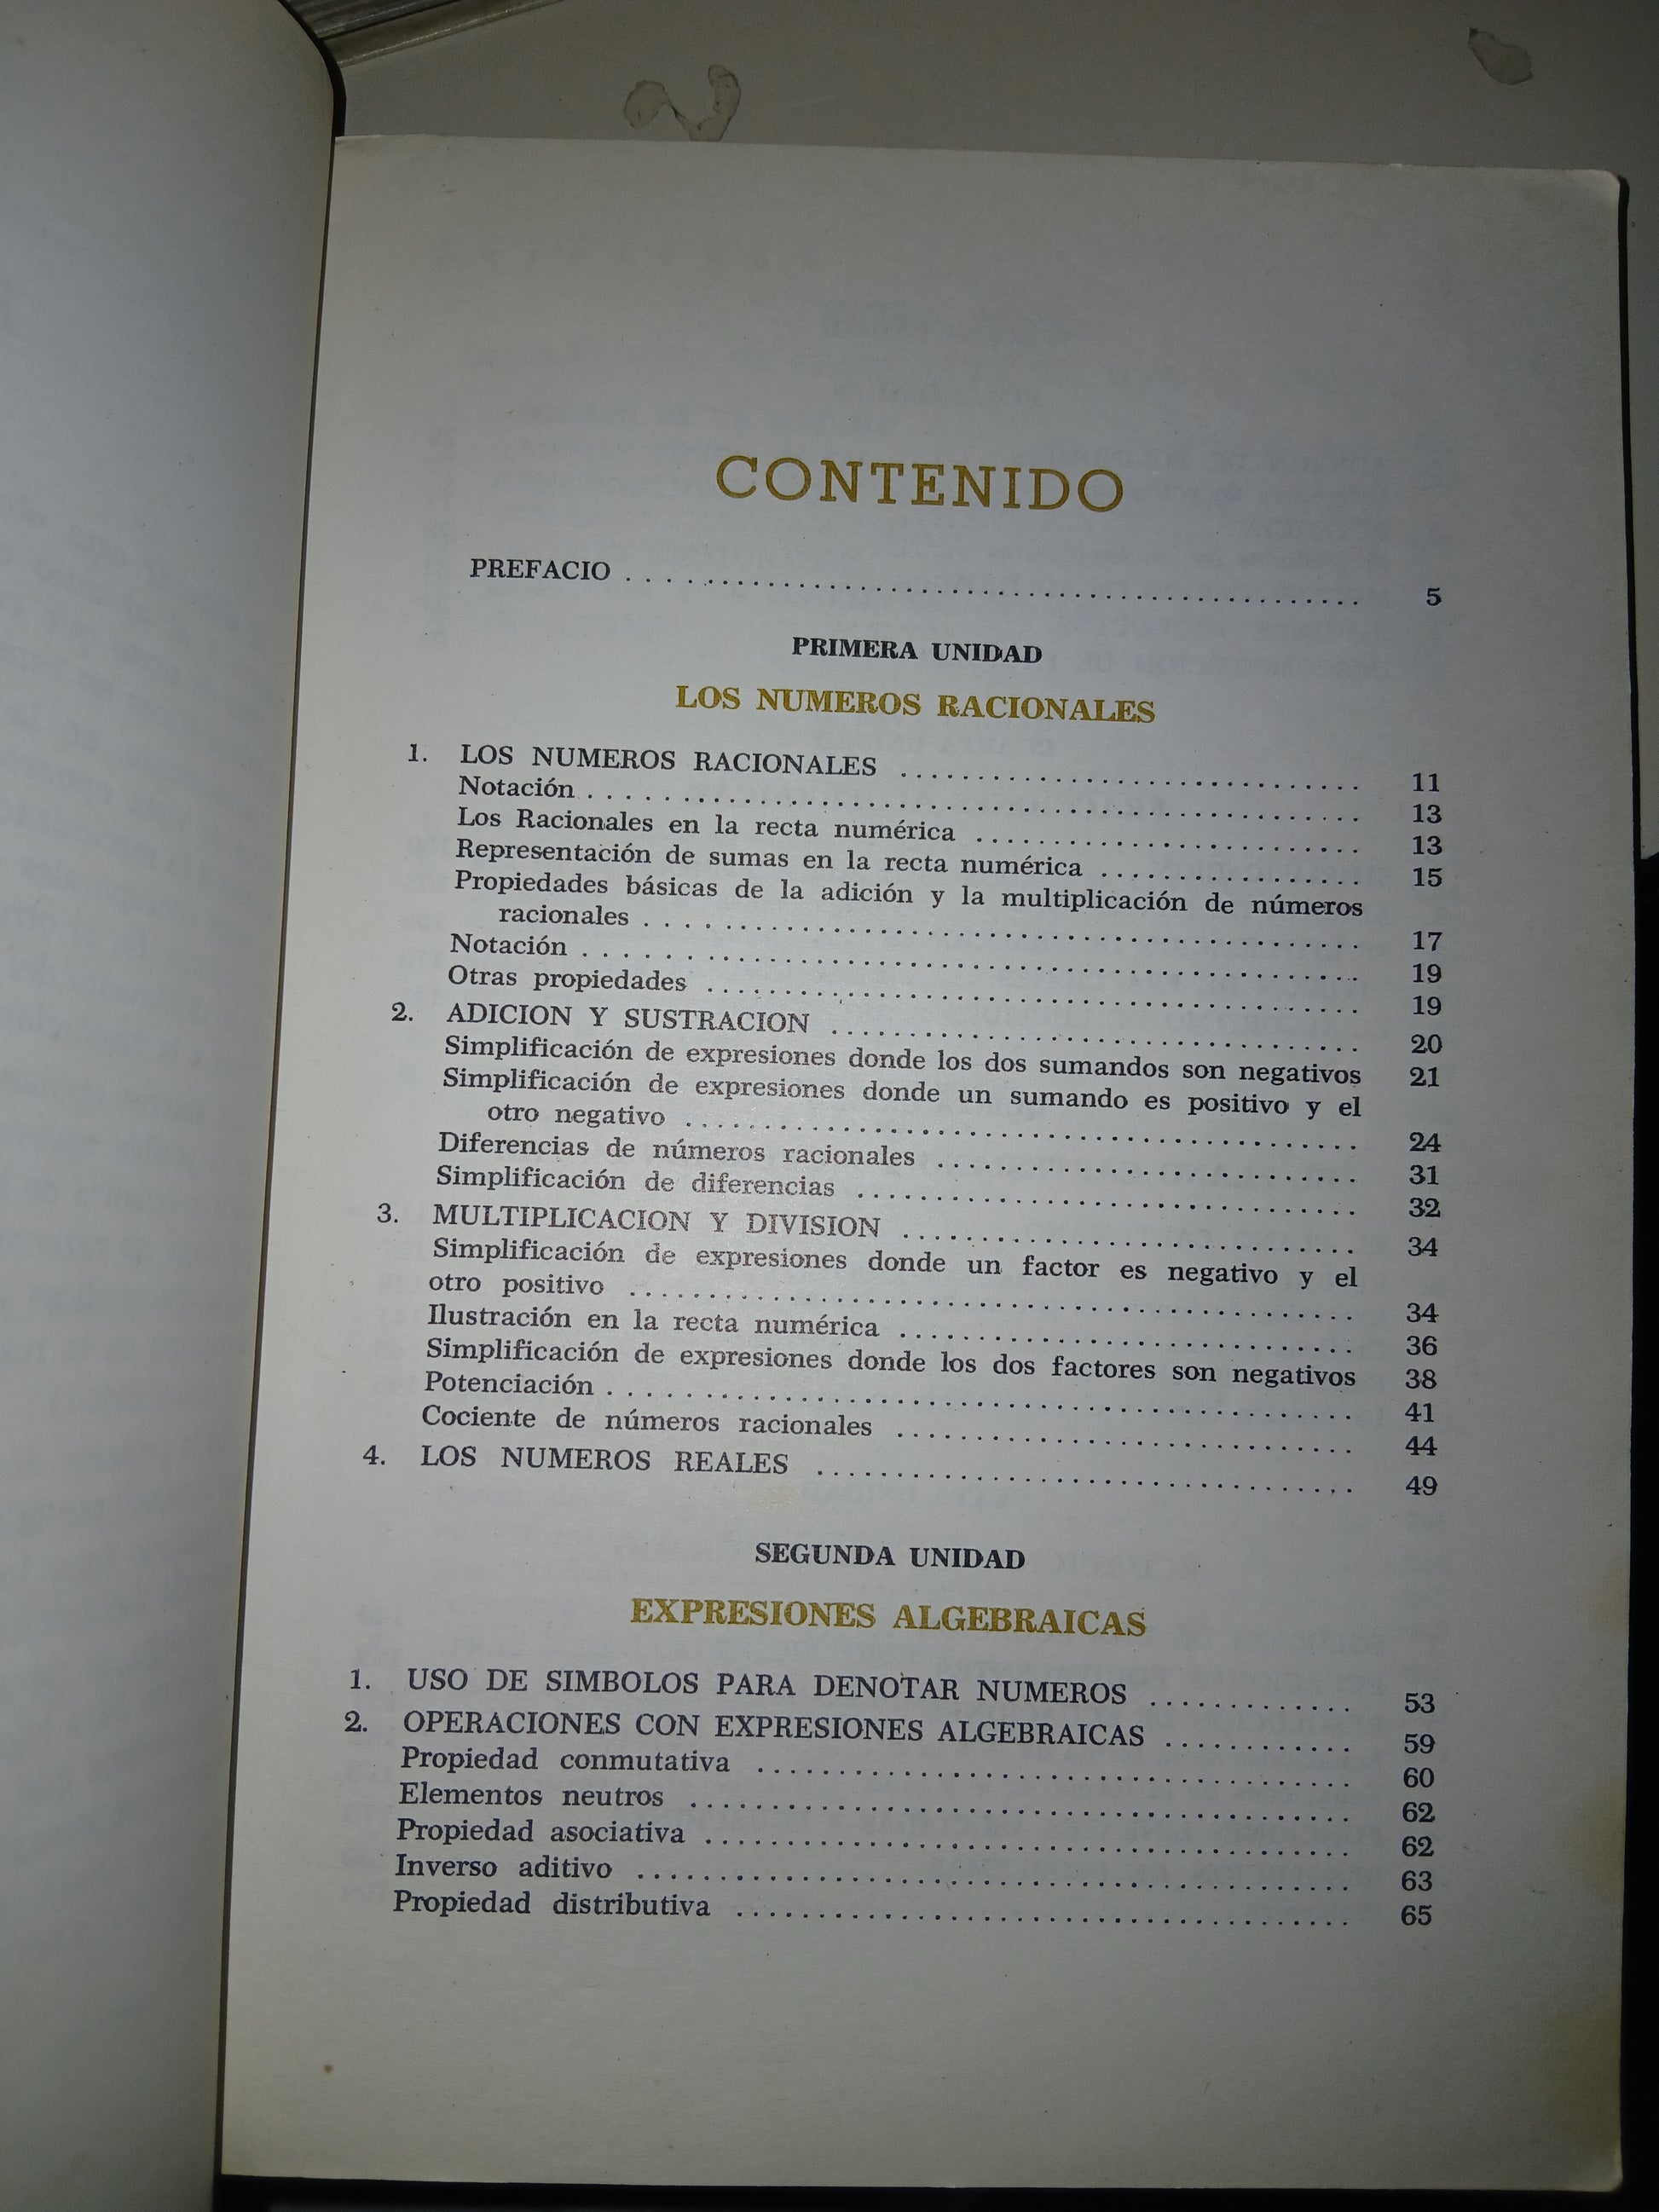 CONTENIDO
PREFACIO . . . . . . . . . . . . . . . . . . . . . . . . . . . . . . . . . . . . . . . . 5
PRIMERA UNIDAD
LOS NUMEROS RACIONALES
1. LOS NUMEROS RACIONALES . . . . . . . . . . . . . . . . . . . . . . . . 11
Notación . . . . . . . . . . . . . . . . . . . . . . . . . . . . . . . . . . . . . . . . 13
Los Racionales en la recta numérica . . . . . . . . . . . . . . . . . . . . 13
Representación de sumas en la recta numérica . . . . . . . . . . . . . . 15
Propiedades básicas de la adición y la multiplicación de números
racionales . . . . . . . . . . . . . . . . . . . . . . . . . . . . . . . . . . . . . 17
Notación . . . . . . . . . . . . . . . . . . . . . . . . . . . . . . . . . . . . . . . . 19
Otras propiedades . . . . . . . . . . . . . . . . . . . . . . . . . . . . . . . . . . 19
2. ADICION Y SUSTRACION . . . . . . . . . . . . . . . . . . . . . . . . . . . 20
Simplificación de expresiones donde los dos sumandos son negativos 21
Simplificación de expresiones donde un sumando es positivo y el
otro negativo . . . . . . . . . . . . . . . . . . . . . . . . . . . . . . . . . . . 24
Diferencias de números racionales . . . . . . . . . . . . . . . . . . . . . . 31
Simplificación de diferencias . . . . . . . . . . . . . . . . . . . . . . . . . . 32
3. MULTIPLICACION Y DIVISION . . . . . . . . . . . . . . . . . . . . . . . . 34
Simplificación de expresiones donde un factor es negativo y el
otro positivo . . . . . . . . . . . . . . . . . . . . . . . . . . . . . . . . . . . . . 34
Ilustración en la recta numérica . . . . . . . . . . . . . . . . . . . . . . . . 36
Simplificación de expresiones donde los dos factores son negativos 38
Potenciación . . . . . . . . . . . . . . . . . . . . . . . . . . . . . . . . . . . . . . 41
Cociente de números racionales . . . . . . . . . . . . . . . . . . . . . . . . 44
4. LOS NUMEROS REALES . . . . . . . . . . . . . . . . . . . . . . . . . . . . 49
SEGUNDA UNIDAD
EXPRESIONES ALGEBRAICAS
1. USO DE SIMBOLOS PARA DENOTAR NUMEROS . . . . . . . . . . . . 53
2. OPERACIONES CON EXPRESIONES ALGEBRAICAS . . . . . . . . . . . . 59
Propiedad conmutativa . . . . . . . . . . . . . . . . . . . . . . . . . . . . . . . 60
Elementos neutros . . . . . . . . . . . . . . . . . . . . . . . . . . . . . . . . . . 62
Propiedad asociativa . . . . . . . . . . . . . . . . . . . . . . . . . . . . . . . . . 62
Inverso aditivo . . . . . . . . . . . . . . . . . . . . . . . . . . . . . . . . . . . . . 63
Propiedad distributiva . . . . . . . . . . . . . . . . . . . . . . . . . . . . . . . . 65